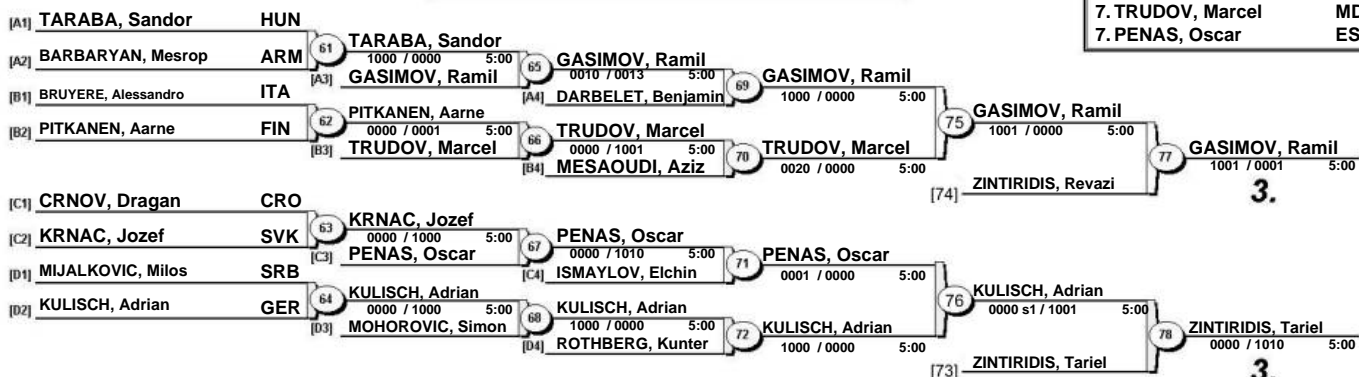 7. TRUDOV, Marcel MD
7. PENAS, Oscar ES
[A1] TARABA, Sandor HUN
[A2] BARBARYAN, Mesrop ARM
61 TARABA, Sandor
1000 / 0000 5:00
[A3] GASIMOV, Ramil
65 GASIMOV, Ramil
0010 / 0013 5:00
[A4] DARBELET, Benjamin
69 GASIMOV, Ramil
1000 / 0000 5:00
[B1] BRUYERE, Alessandro ITA
[B2] PITKANEN, Aarne FIN
62 PITKANEN, Aarne
0000 / 0001 5:00
[B3] TRUDOV, Marcel
66 TRUDOV, Marcel
0000 / 1001 5:00
[B4] MESAOUDI, Aziz
70 TRUDOV, Marcel
0020 / 0000 5:00
75 GASIMOV, Ramil
1001 / 0000 5:00
[74] ZINTIRIDIS, Revazi
77 GASIMOV, Ramil
1001 / 0001 5:00
3.
[C1] CRNOV, Dragan CRO
[C2] KRNAC, Jozef SVK
63 KRNAC, Jozef
0000 / 1000 5:00
[C3] PENAS, Oscar
67 PENAS, Oscar
0000 / 1010 5:00
[C4] ISMAYLOV, Elchin
71 PENAS, Oscar
0001 / 0000 5:00
[D1] MIJALKOVIC, Milos SRB
[D2] KULISCH, Adrian GER
64 KULISCH, Adrian
0000 / 1000 5:00
[D3] MOHOROVIC, Simon
68 KULISCH, Adrian
1000 / 0000 5:00
[D4] ROTHBERG, Kunter
72 KULISCH, Adrian
1000 / 0000 5:00
76 KULISCH, Adrian
0000 s1 / 1001 5:00
[73] ZINTIRIDIS, Tariel
78 ZINTIRIDIS, Tariel
0000 / 1010 5:00
3.